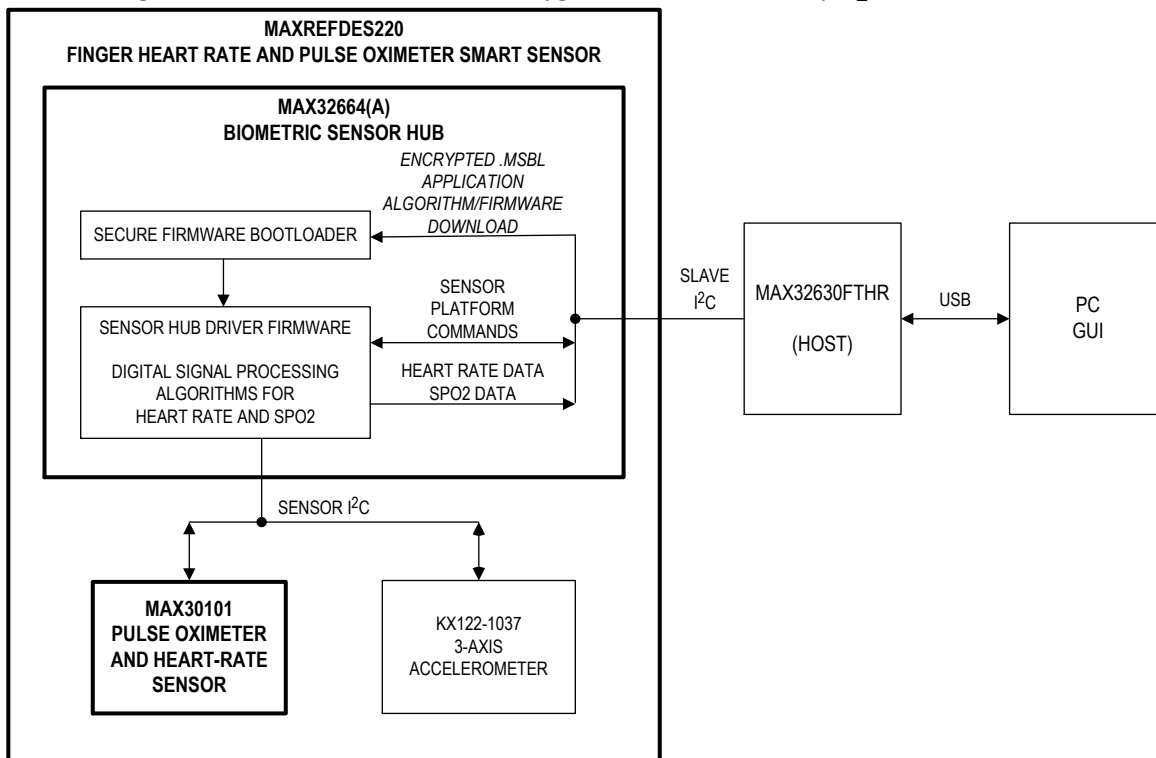 MAXREFDES220
FINGER HEART RATE AND PULSE OXIMETER SMART SENSOR
MAX32664(A)
BIOMETRIC SENSOR HUB
ENCRYPTED .MSBL
APPLICATION
ALGORITHM/FIRMWARE
DOWNLOAD
SECURE FIRMWARE BOOTLOADER
SENSOR
PLATFORM
COMMANDS
SENSOR HUB DRIVER FIRMWARE
DIGITAL SIGNAL PROCESSING
ALGORITHMS FOR
HEART RATE AND SPO2
HEART RATE DATA
SPO2 DATA
SLAVE
I²C
MAX32630FTHR
(HOST)
USB
PC
GUI
SENSOR I²C
MAX30101
PULSE OXIMETER
AND HEART-RATE
SENSOR
KX122-1037
3-AXIS
ACCELEROMETER